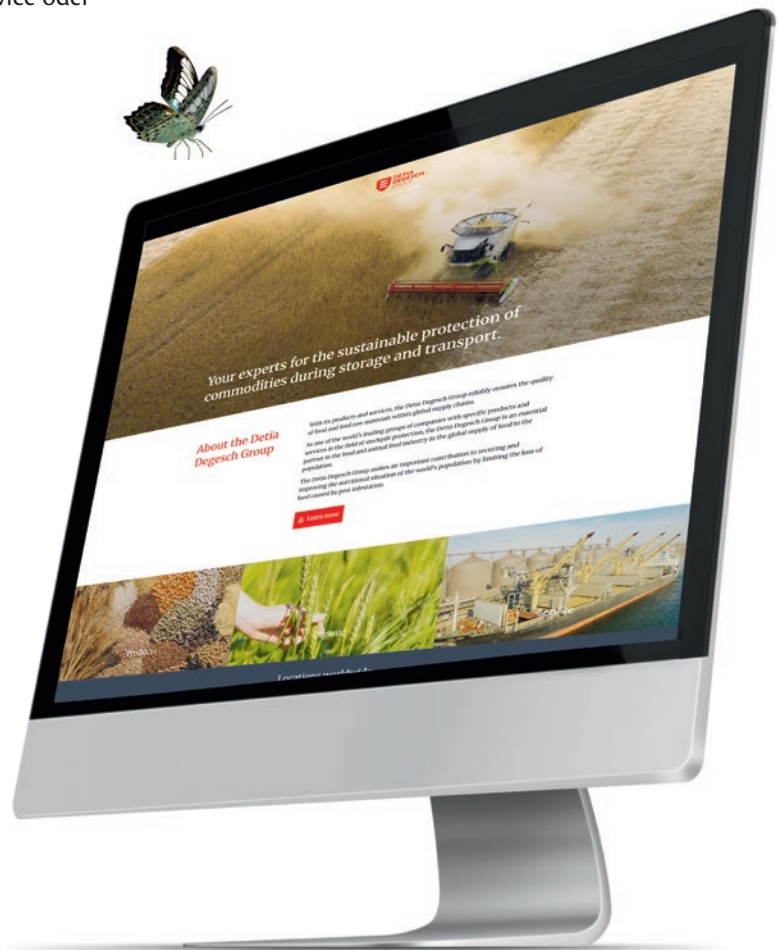 vice oder
DETIA
DEGESCH
Your experts for the sustainable protection of
commodities during storage and transport.
About the Detia
Degesch Group
With its products and services, the Detia Degesch Group reliably ensures the quality
of food and feed raw materials within global supply chains.
As one of the world's leading groups of companies with specific products and
services in the field of stockpile protection, the Detia Degesch Group is an essential
partner to the food and animal feed industry in the global supply of food to the
population.
The Detia Degesch Group makes an important contribution to securing and
improving the nutritional situation of the world's population by limiting the loss of
food caused by pest infestation.
Learn more
Products
Organic
Locations worldwide